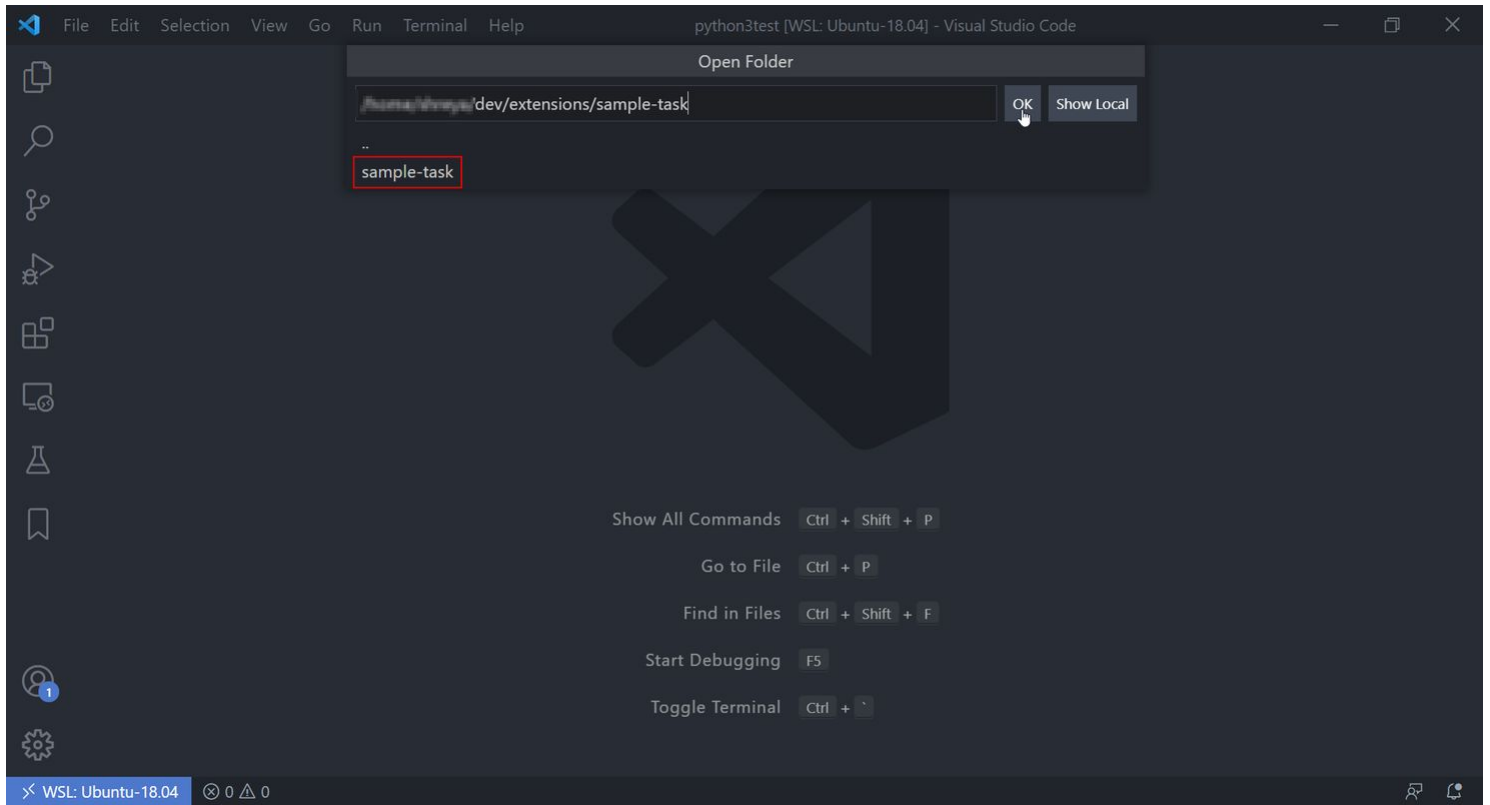 File Edit Selection View Go Run Terminal Help python3test [WSL: Ubuntu-18.04] - Visual Studio Code
Open Folder
/dev/extensions/sample-task OK Show Local
..
sample-task
Show All Commands Ctrl + Shift + P
Go to File Ctrl + P
Find in Files Ctrl + Shift + F
Start Debugging F5
Toggle Terminal Ctrl + `
1
WSL: Ubuntu-18.04 0 0